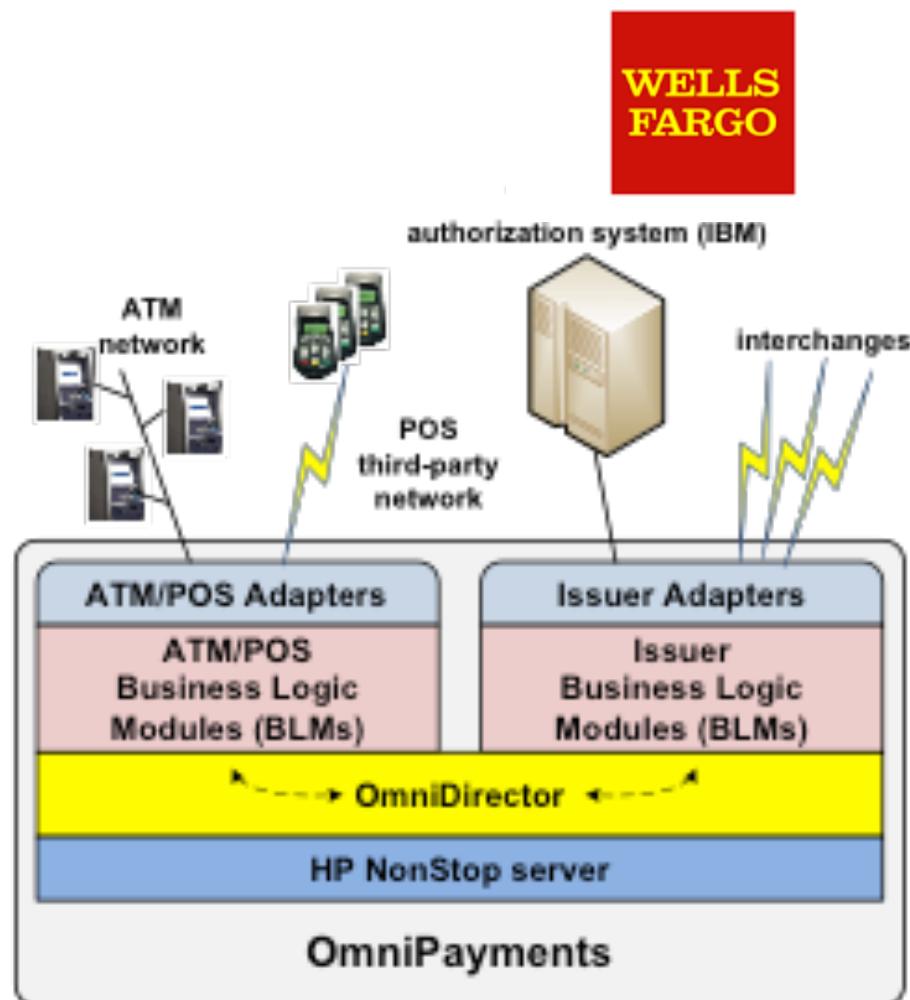 WELLS
FARGO
authorization system (IBM)
ATM
network
interchanges
POS
third-party
network
ATM/POS Adapters
Issuer Adapters
ATM/POS
Business Logic
Modules (BLMs)
Issuer
Business Logic
Modules (BLMs)
OmniDirector
HP NonStop server
OmniPayments